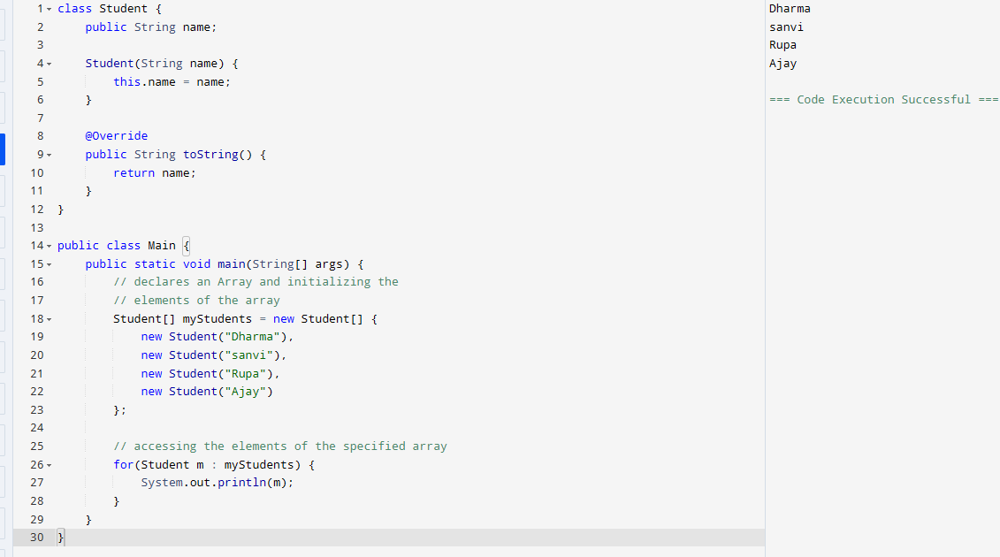 1 class Student {
2     public String name;
3
4     Student(String name) {
5         this.name = name;
6     }
7
8     @Override
9     public String toString() {
10         return name;
11     }
12 }
13
14 public class Main {
15     public static void main(String[] args) {
16         // declares an Array and initializing the
17         // elements of the array
18         Student[] myStudents = new Student[] {
19             new Student("Dharma"),
20             new Student("sanvi"),
21             new Student("Rupa"),
22             new Student("Ajay")
23         };
24
25         // accessing the elements of the specified array
26         for(Student m : myStudents) {
27             System.out.println(m);
28         }
29     }
30 }
Dharma
sanvi
Rupa
Ajay
=== Code Execution Successful ===